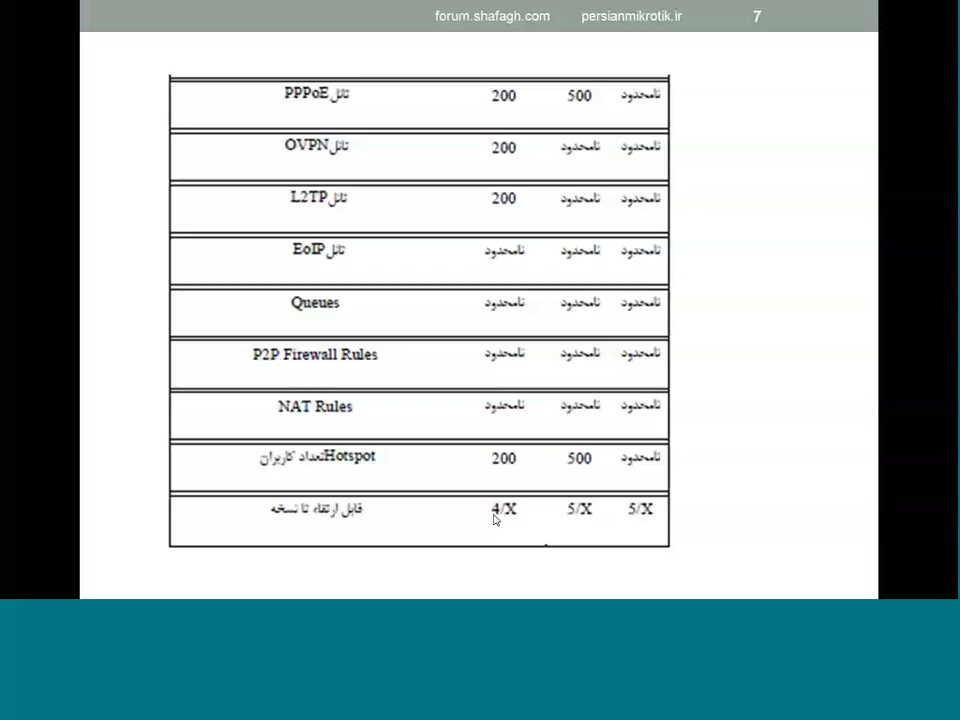 forum.shafagh.com persianmikrotik.ir 7
تانل PPPoE 200 500 نامحدود
تانل OVPN 200 نامحدود نامحدود
تانل L2TP 200 نامحدود نامحدود
تانل EoIP نامحدود نامحدود نامحدود
Queues نامحدود نامحدود نامحدود
P2P Firewall Rules نامحدود نامحدود نامحدود
NAT Rules نامحدود نامحدود نامحدود
تعداد کاربران Hotspot 200 500 نامحدود
قابل ارتقاء تا نسخه 4/X 5/X 5/X